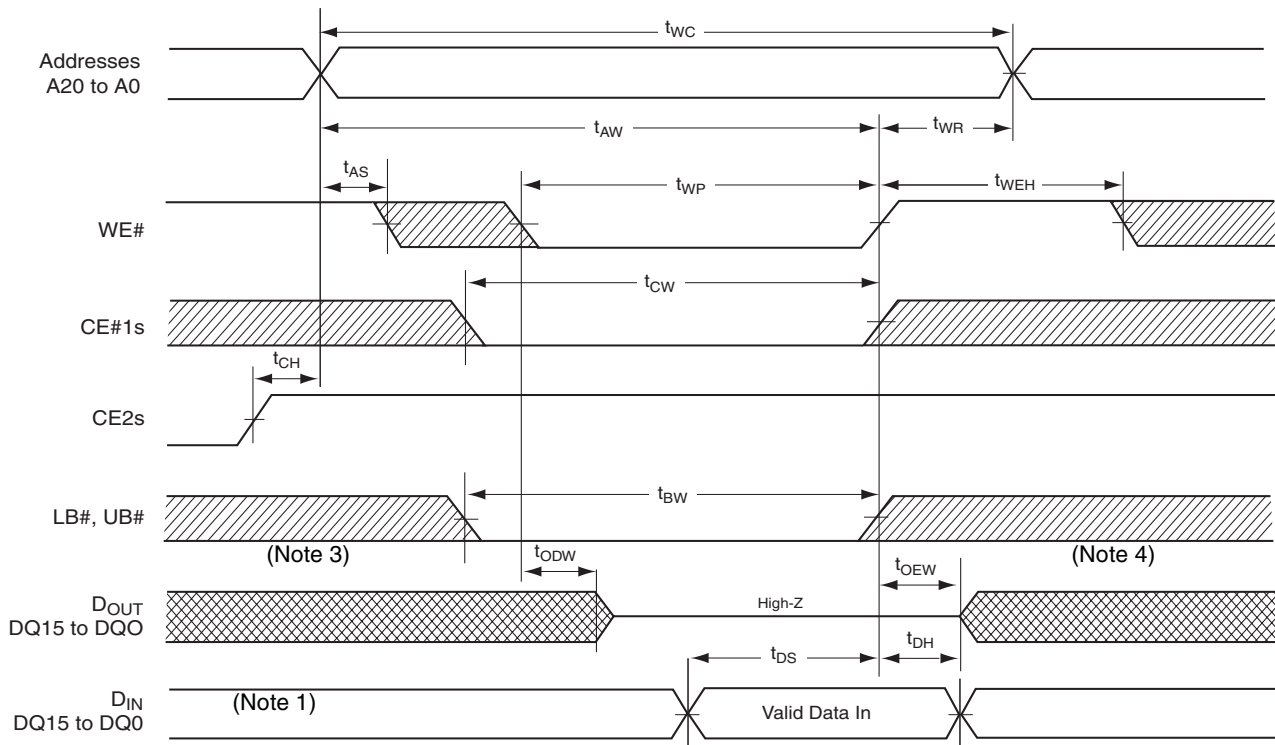 tWC
Addresses
A20 to A0
tAW
tWR
tAS
tWP
tWEH
WE#
tCW
CE#1s
tCH
CE2s
tBW
LB#, UB#
(Note 3)
(Note 4)
tODW
tOEW
DOUT
DQ15 to DQO
High-Z
tDS
tDH
DIN
DQ15 to DQ0
(Note 1)
Valid Data In